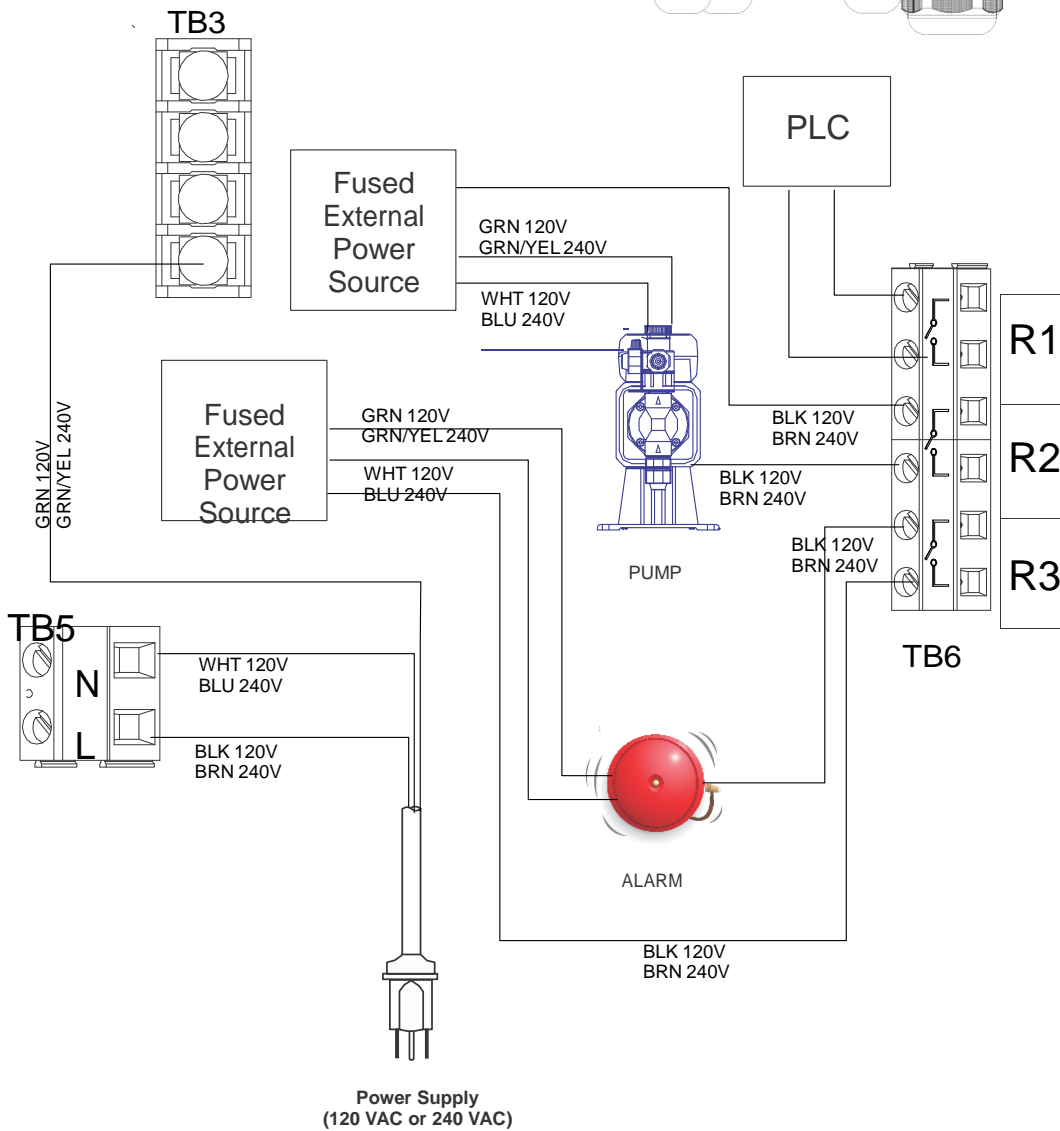 TB3
PLC
Fused
External
Power
Source
GRN 120V
GRN/YEL 240V
WHT 120V
BLU 240V
R1
Fused
External
Power
Source
GRN 120V
GRN/YEL 240V
WHT 120V
BLU 240V
BLK 120V
BRN 240V
R2
BLK 120V
BRN 240V
GRN 120V
GRN/YEL 240V
BLK 120V
BRN 240V
R3
PUMP
TB6
TB5
N
L
WHT 120V
BLU 240V
BLK 120V
BRN 240V
ALARM
BLK 120V
BRN 240V
Power Supply
(120 VAC or 240 VAC)